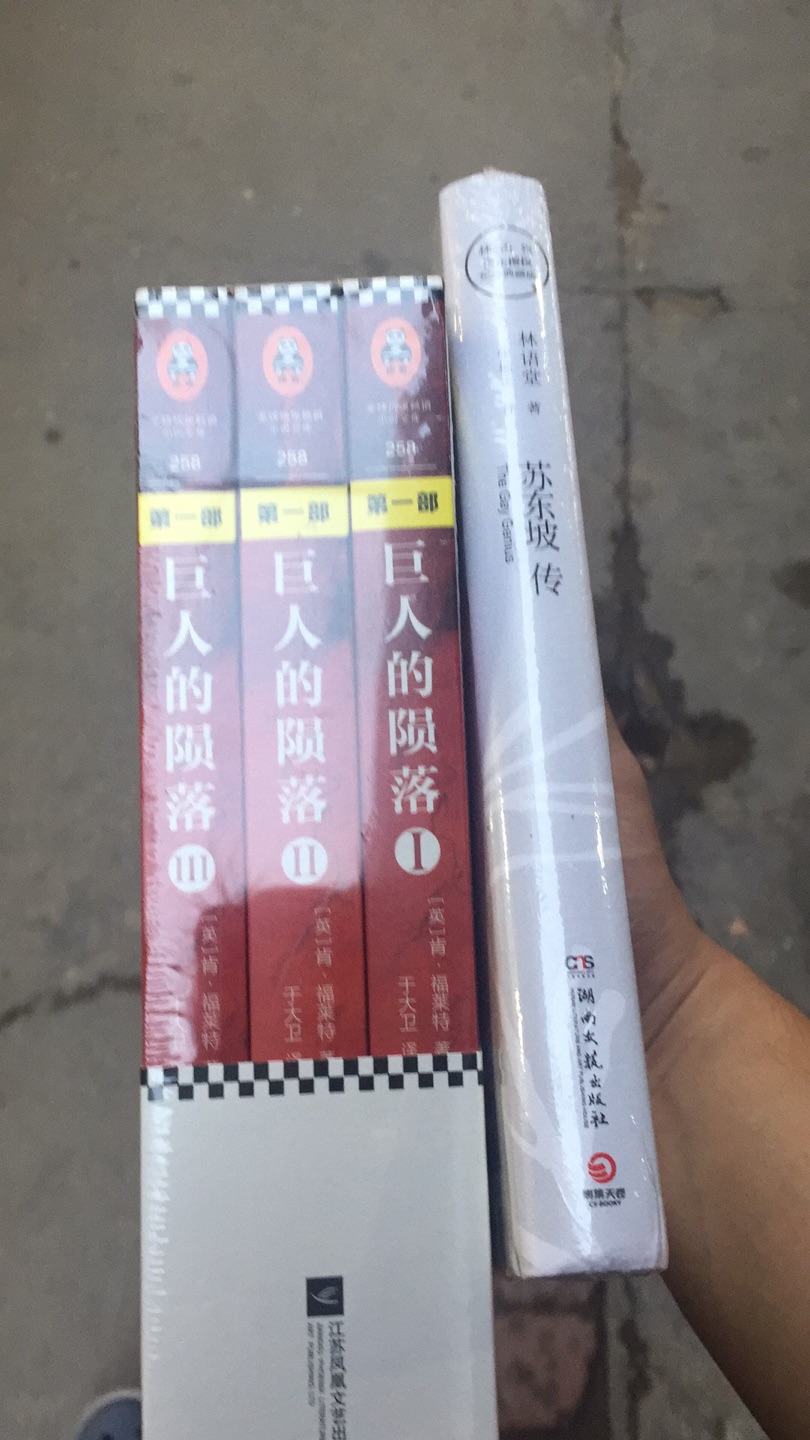 258
第一部
巨人的陨落
III
[英]肯·福莱特
258
第一部
巨人的陨落
II
[英]肯·福莱特 著
于大卫 译
258
第一部
巨人的陨落
I
[英]肯·福莱特 著
于大卫 译
江苏凤凰文艺出
林语堂 著
苏东坡传
The Gay Genius
湖南文艺出版社
博集天卷
CS-BOOKY